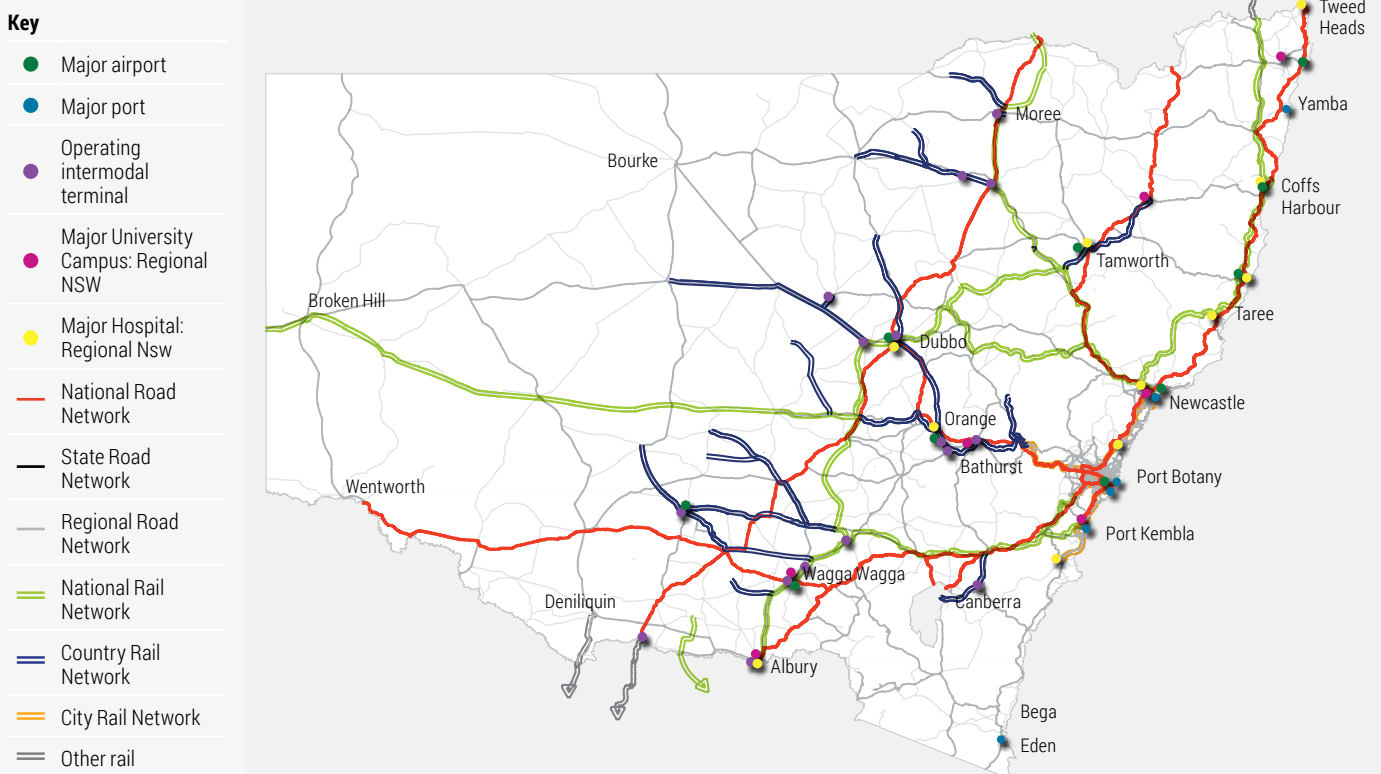 Key
Major airport
Major port
Operating
intermodal
terminal
Major University
Campus: Regional
NSW
Major Hospital:
Regional Nsw
National Road
Network
State Road
Network
Regional Road
Network
National Rail
Network
Country Rail
Network
City Rail Network
Other rail
Tweed
Heads
Yamba
Moree
Bourke
Coffs
Harbour
Tamworth
Broken Hill
Taree
Dubbo
Newcastle
Orange
Bathurst
Port Botany
Wentworth
Port Kembla
Wagga Wagga
Deniliquin
Canberra
Albury
Bega
Eden